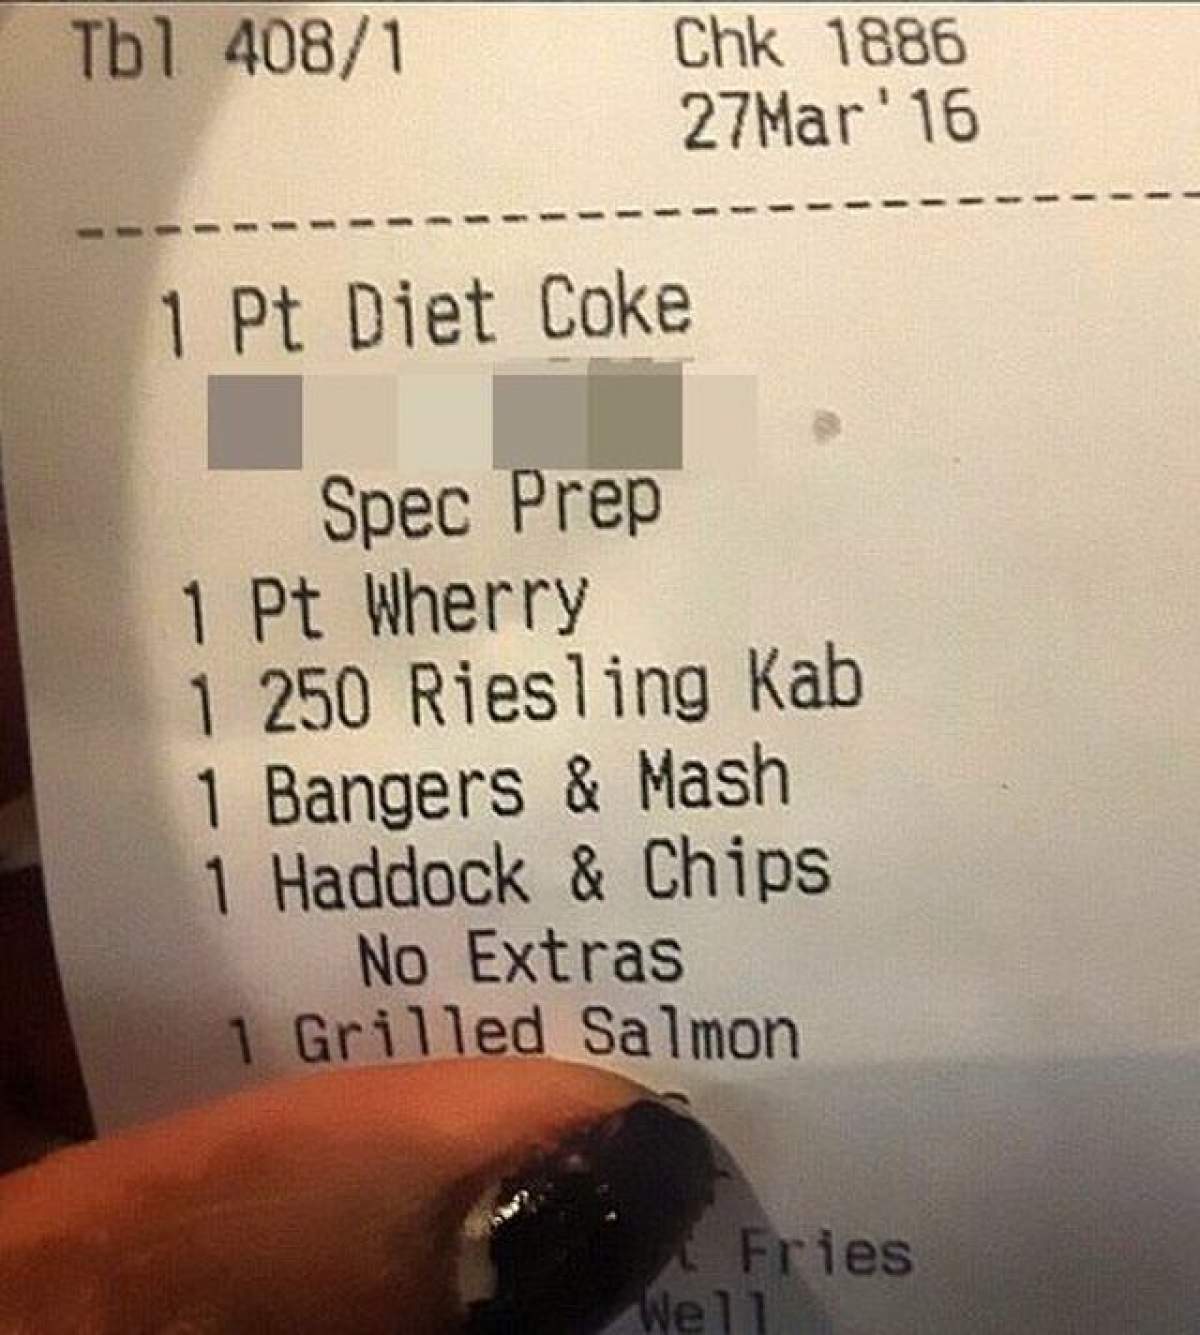 Tbl 408/1 Chk 1886
27Mar'16
1 Pt Diet Coke
Spec Prep
1 Pt Wherry
1 250 Riesling Kab
1 Bangers & Mash
1 Haddock & Chips
No Extras
1 Grilled Salmon
Fries
Well